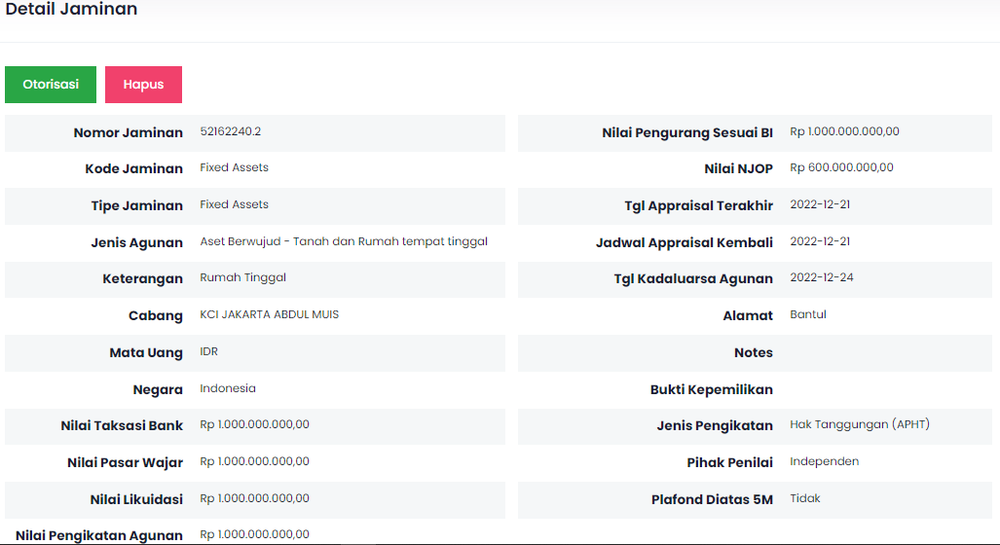 Detail Jaminan
Otorisasi Hapus
Nomor Jaminan 52162240.2
Kode Jaminan Fixed Assets
Tipe Jaminan Fixed Assets
Jenis Agunan Aset Berwujud - Tanah dan Rumah tempat tinggal
Keterangan Rumah Tinggal
Cabang KCI JAKARTA ABDUL MUIS
Mata Uang IDR
Negara Indonesia
Nilai Taksasi Bank Rp 1.000.000.000,00
Nilai Pasar Wajar Rp 1.000.000.000,00
Nilai Likuidasi Rp 1.000.000.000,00
Nilai Pengikatan Agunan Rp 1.000.000.000,00
Nilai Pengurang Sesuai BI Rp 1.000.000.000,00
Nilai NJOP Rp 600.000.000,00
Tgl Appraisal Terakhir 2022-12-21
Jadwal Appraisal Kembali 2022-12-21
Tgl Kadaluarsa Agunan 2022-12-24
Alamat Bantul
Notes
Bukti Kepemilikan
Jenis Pengikatan Hak Tanggungan (APHT)
Pihak Penilai Independen
Plafond Diatas 5M Tidak